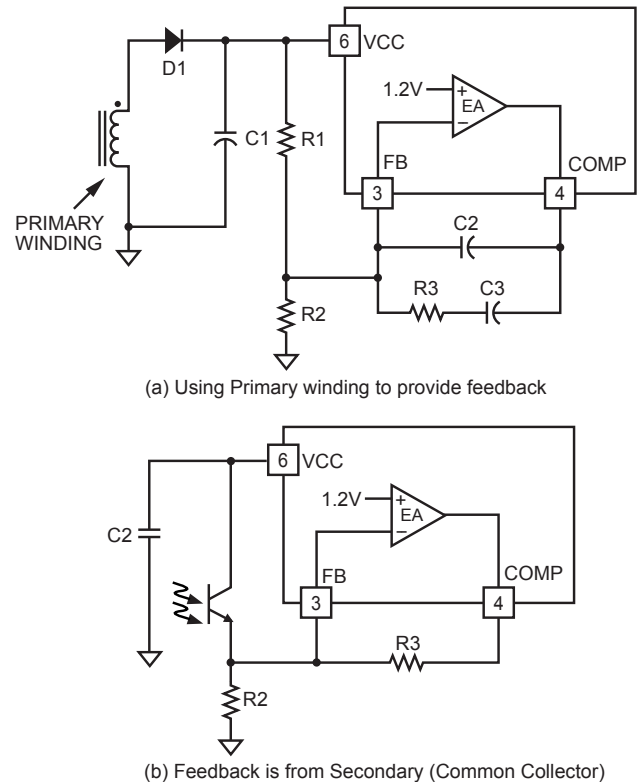 6
VCC
D1
1.2V
+
EA
−
C1
R1
FB
COMP
3
4
PRIMARY
WINDING
C2
R3
C3
R2
(a) Using Primary winding to provide feedback
6
VCC
1.2V
+
EA
−
C2
FB
COMP
3
4
R3
R2
(b) Feedback is from Secondary (Common Collector)